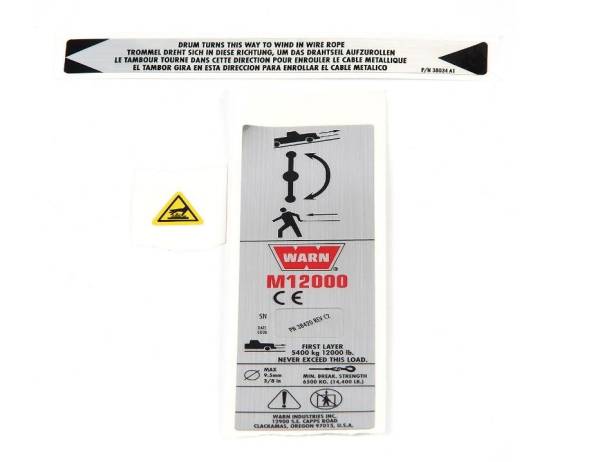 DRUM TURNS THIS WAY TO WIND IN WIRE ROPE
TROMMEL DREHT SICH IN DIESE RICHTUNG, UM DAS DRAHTSEIL AUFZUROLLEN
LE TAMBOUR TOURNE DANS CETTE DIRECTION POUR ENROULER LE CABLE METALLIQUE
EL TAMBOR GIRA EN ESTA DIRECCION PARA ENROLLAR EL CABLE METALICO
P/N 38024 A1
WARN
M12000
CE
SN
DATE CODE
PN 38420 REV C2
FIRST LAYER
5400 kg 12000 lb.
NEVER EXCEED THIS LOAD.
MAX
9.5mm
3/8 in
MIN. BREAK. STRENGTH
6500 KG. (14,400 LB.)
WARN INDUSTRIES INC.
12900 S.E. CAPPS ROAD
CLACKAMAS, OREGON 97015, U.S.A.